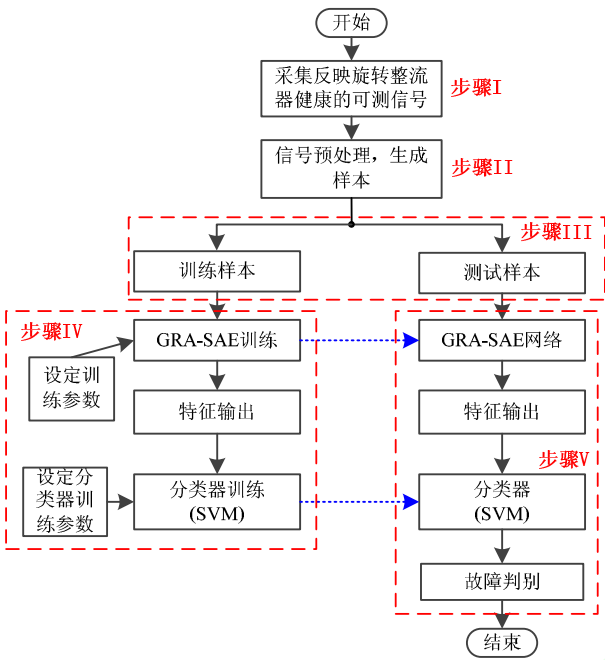 开始
采集反映旋转整流
器健康的可测信号
步骤I
信号预处理，生成
样本
步骤II
步骤III
训练样本
测试样本
步骤IV
GRA-SAE训练
GRA-SAE网络
设定训
练参数
特征输出
特征输出
步骤V
设定分
类器训
练参数
分类器训练
(SVM)
分类器
(SVM)
故障判别
结束